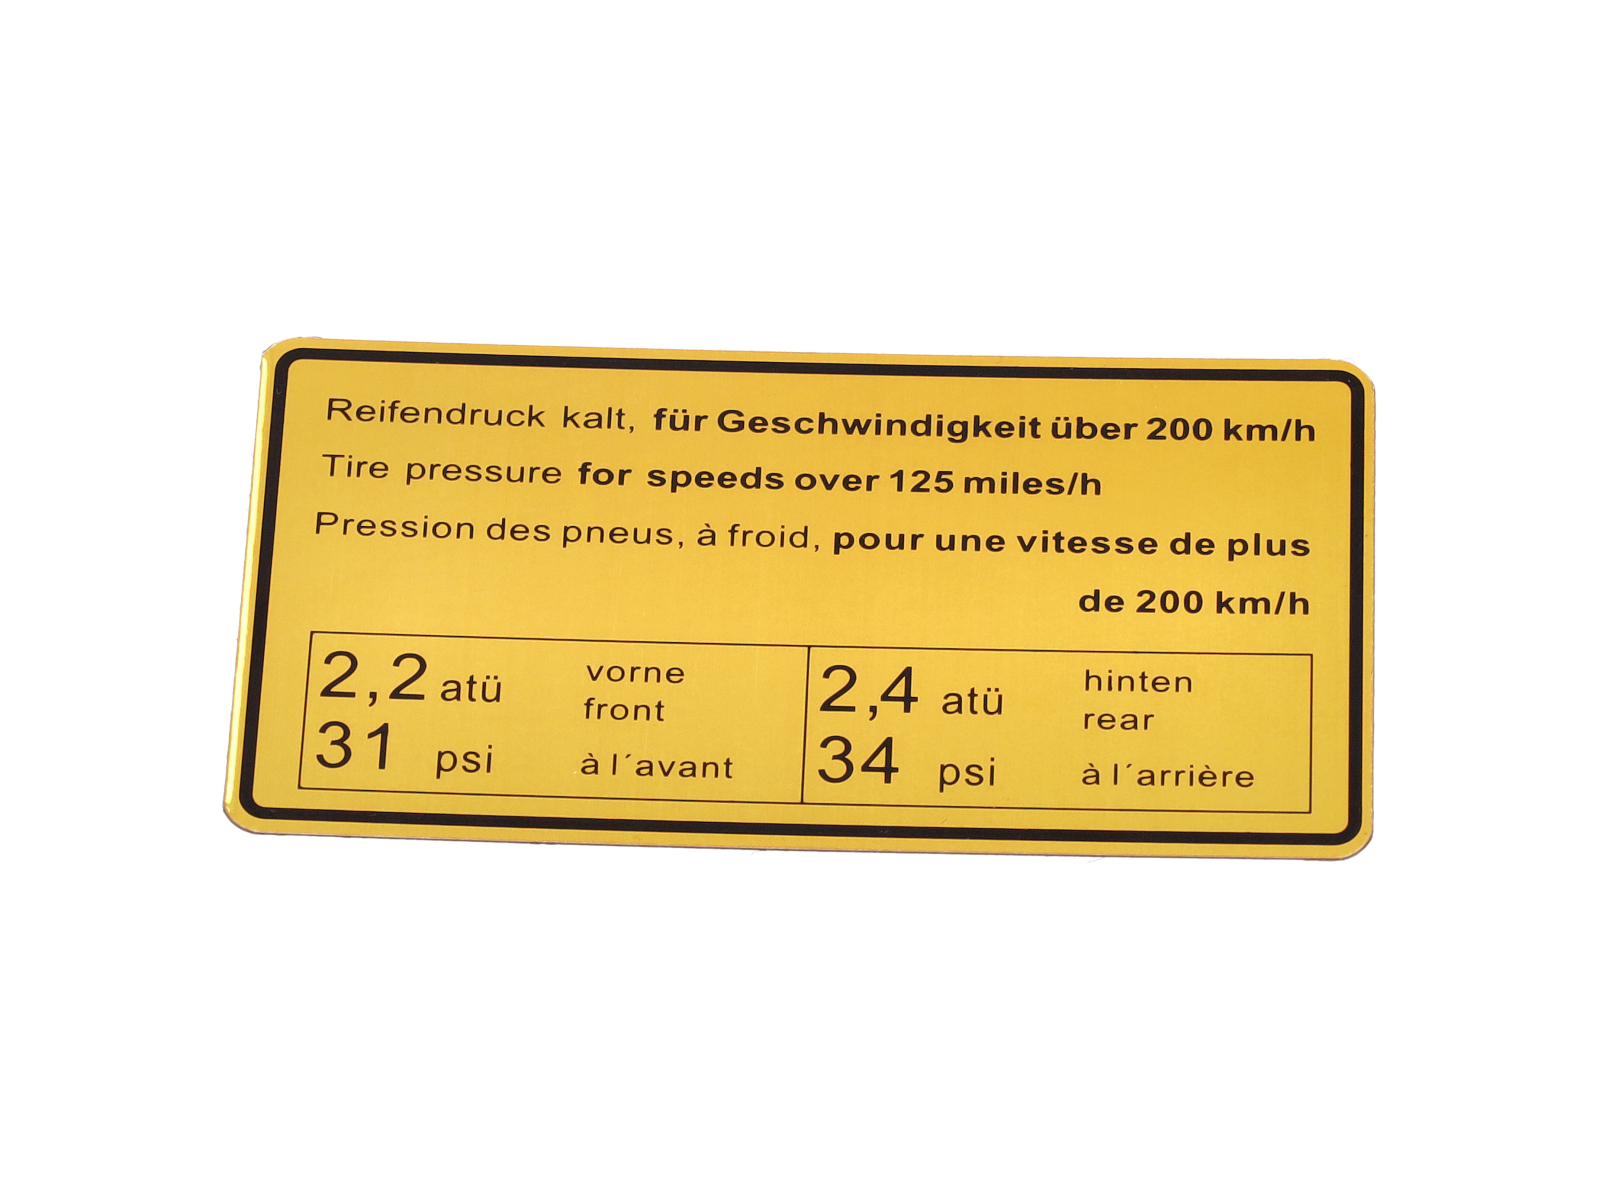 Reifendruck kalt, für Geschwindigkeit über 200 km/h
Tire pressure for speeds over 125 miles/h
Pression des pneus, à froid, pour une vitesse de plus
de 200 km/h
2,2 atü vorne
front
31 psi à l´avant
2,4 atü hinten
rear
34 psi à l´arrière